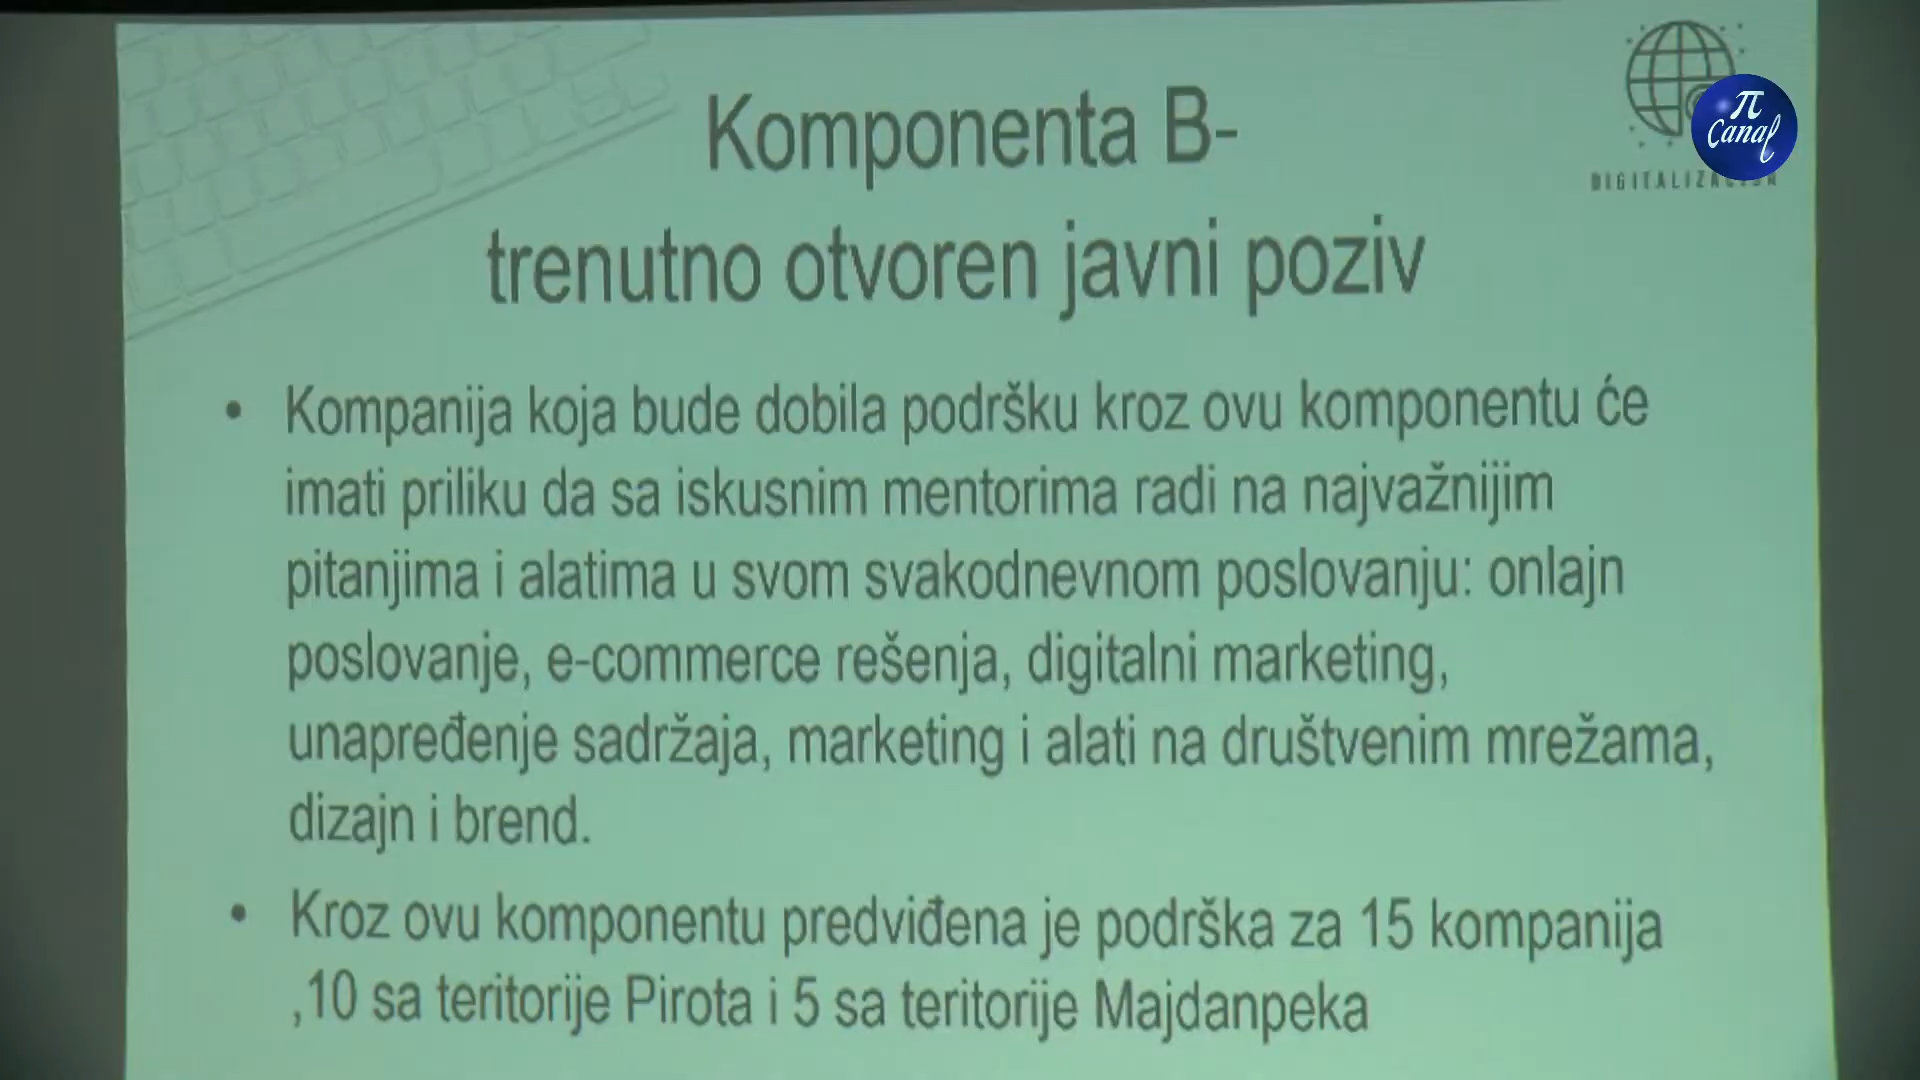 Komponenta B-
trenutno otvoren javni poziv
• Kompanija koja bude dobila podršku kroz ovu komponentu će
imati priliku da sa iskusnim mentorima radi na najvažnijim
pitanjima i alatima u svom svakodnevnom poslovanju: onlajn
poslovanje, e-commerce rešenja, digitalni marketing,
unapređenje sadržaja, marketing i alati na društvenim mrežama,
dizajn i brend.
• Kroz ovu komponentu predviđena je podrška za 15 kompanija
,10 sa teritorije Pirota i 5 sa teritorije Majdanpeka
π
Canal